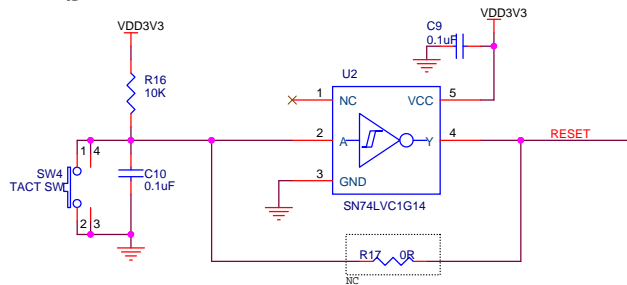 VDD3V3
C9
0.1uF
VDD3V3
R16
10K
U2
1
NC
VCC
5
2
A
Y
4
RESET
3
GND
SN74LVC1G14
SW4
TACT SW
1
4
2
3
C10
0.1uF
R17
0R
NC